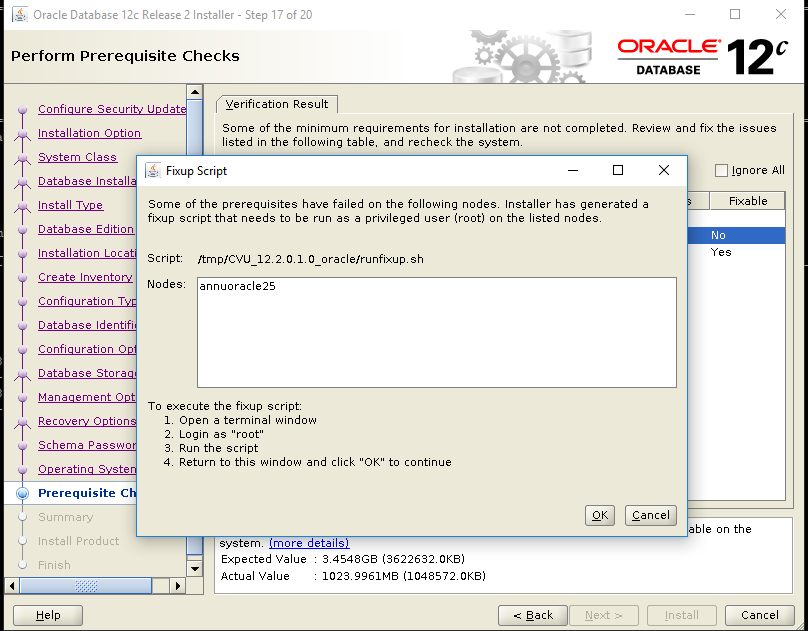 Oracle Database 12c Release 2 Installer - Step 17 of 20
Perform Prerequisite Checks
ORACLE
DATABASE
12c
Configure Security Update
Installation Option
System Class
Database Installa
Install Type
Database Edition
Installation Locati
Create Inventory
Configuration Typ
Database Identifi
Configuration Opt
Database Storag
Management Opt
Recovery Options
Schema Passwor
Operating System
Prerequisite Ch
Summary
Install Product
Finish
Verification Result
Some of the minimum requirements for installation are not completed. Review and fix the issues
listed in the following table, and recheck the system.
Ignore All
s
Fixable
No
Yes
Fixup Script
Some of the prerequisites have failed on the following nodes. Installer has generated a
fixup script that needs to be run as a privileged user (root) on the listed nodes.
Script: /tmp/CVU_12.2.0.1.0_oracle/runfixup.sh
Nodes: annuoracle25
To execute the fixup script:
1. Open a terminal window
2. Login as "root"
3. Run the script
4. Return to this window and click "OK" to continue
OK
Cancel
able on the
system. (more details)
Expected Value : 3.4548GB (3622632.0KB)
Actual Value : 1023.9961MB (1048572.0KB)
Help
< Back
Next >
Install
Cancel